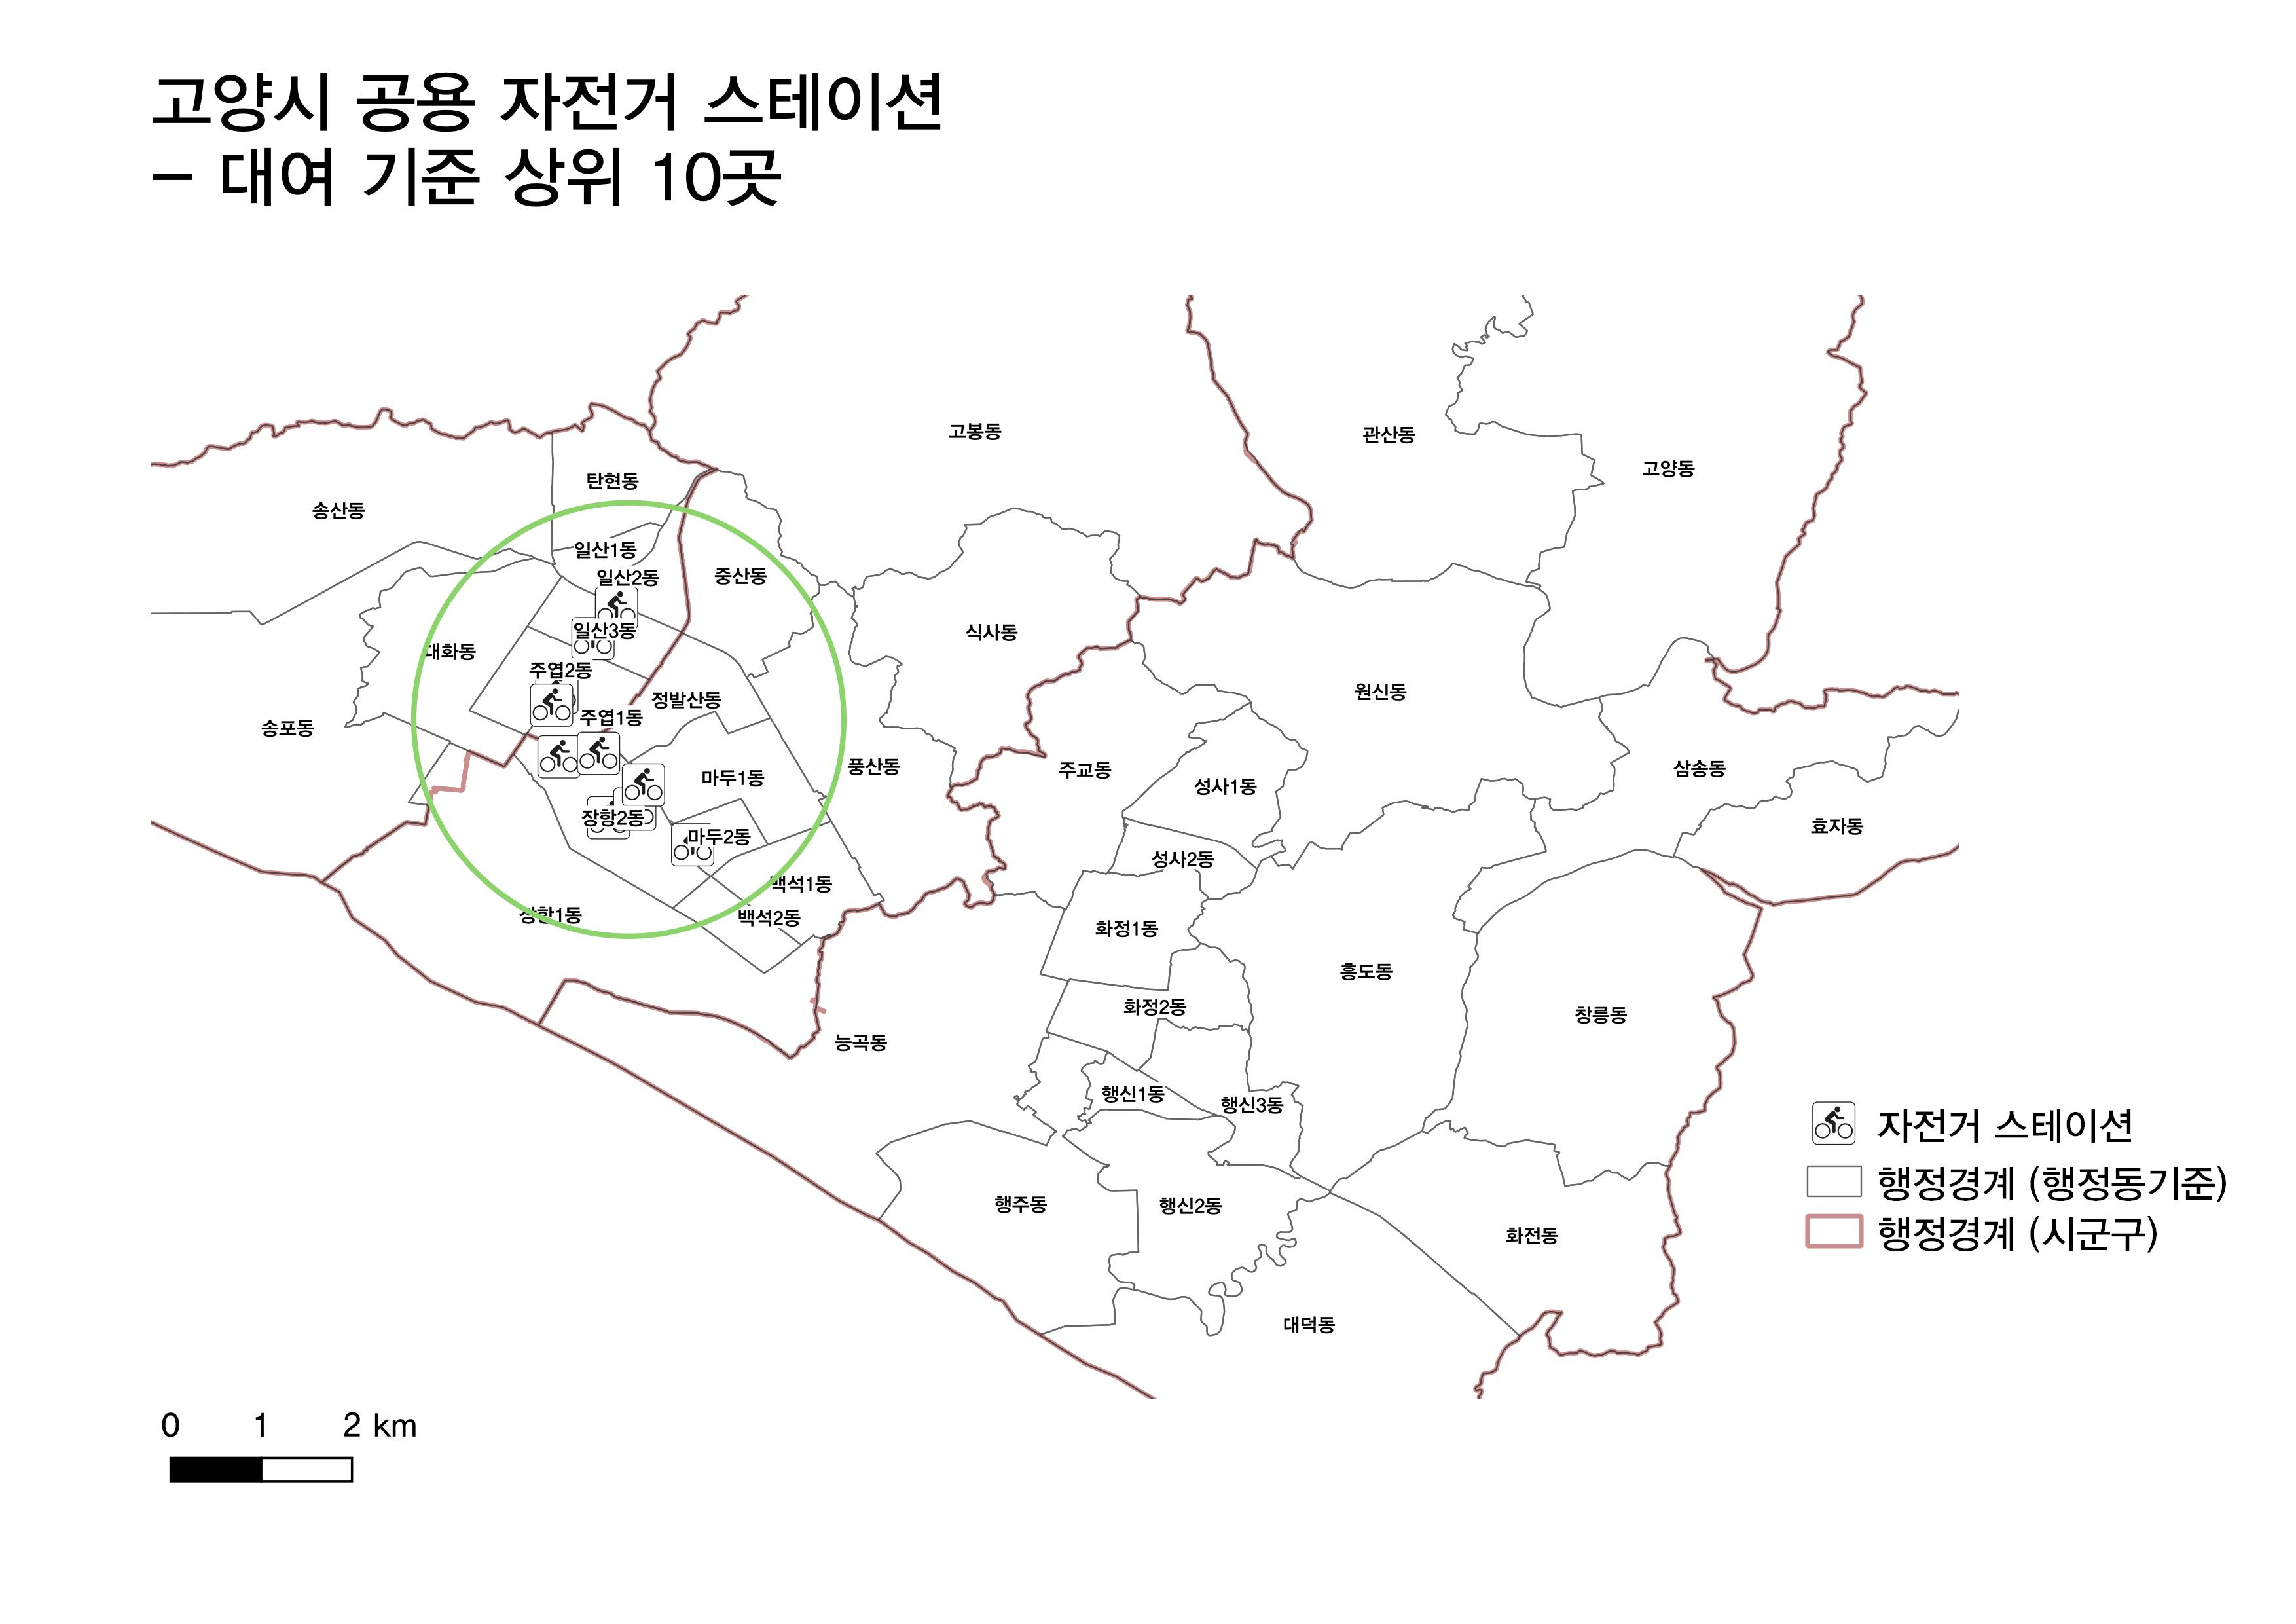 고양시 공용 자전거 스테이션
- 대여 기준 상위 10곳
고봉동
관산동
고양동
탄현동
송산동
일산1동
일산2동
중산동
일산3동
식사동
대화동
주엽2동
정발산동
원신동
주엽1동
송포동
풍산동
주교동
삼송동
마두1동
성사1동
장항2동
마두2동
효자동
성사2동
백석1동
장항1동
백석2동
화정1동
흥도동
화정2동
창릉동
능곡동
행신1동
행신3동
행주동
행신2동
화전동
대덕동
자전거 스테이션
행정경계 (행정동기준)
행정경계 (시군구)
0 1 2 km